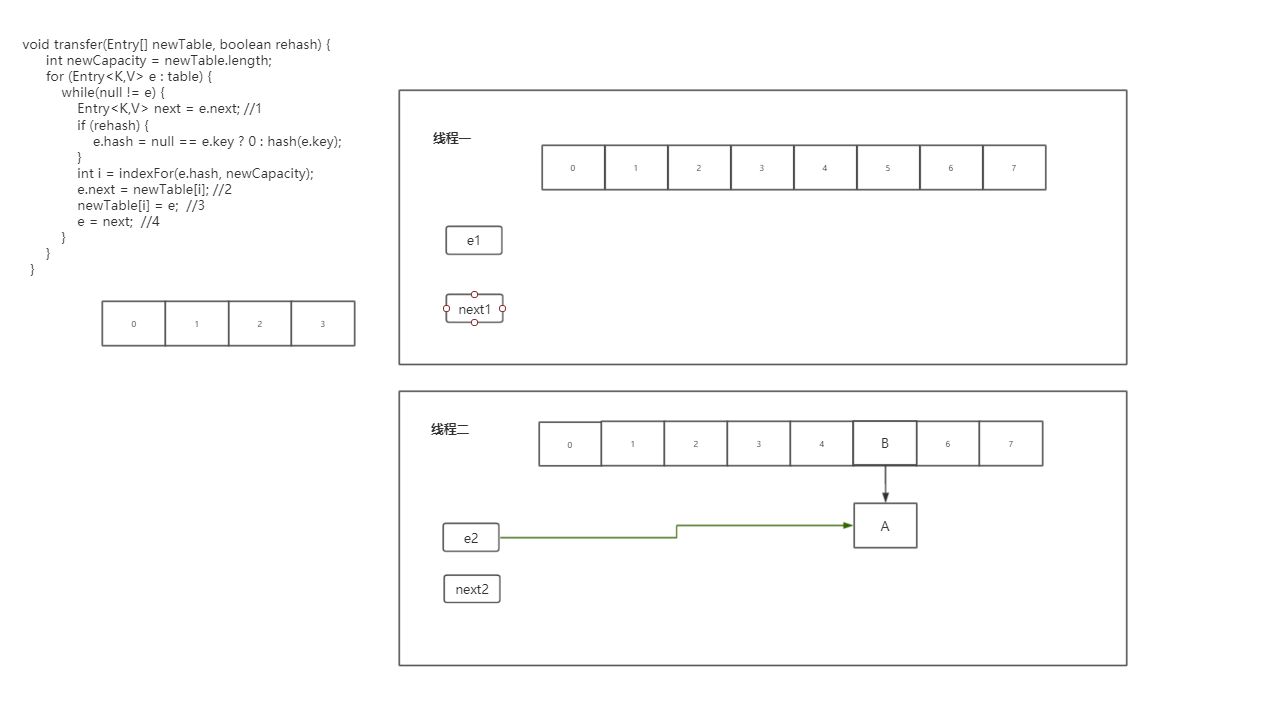 void transfer(Entry[] newTable, boolean rehash) {
int newCapacity = newTable.length;
for (Entry<K,V> e : table) {
while(null != e) {
Entry<K,V> next = e.next; //1
if (rehash) {
e.hash = null == e.key ? 0 : hash(e.key);
}
int i = indexFor(e.hash, newCapacity);
e.next = newTable[i]; //2
newTable[i] = e;  //3
e = next;  //4
}
}
}
0 1 2 3
线程一
0 1 2 3 4 5 6 7
e1
next1
线程二
0 1 2 3 4 B 6 7
A
e2
next2